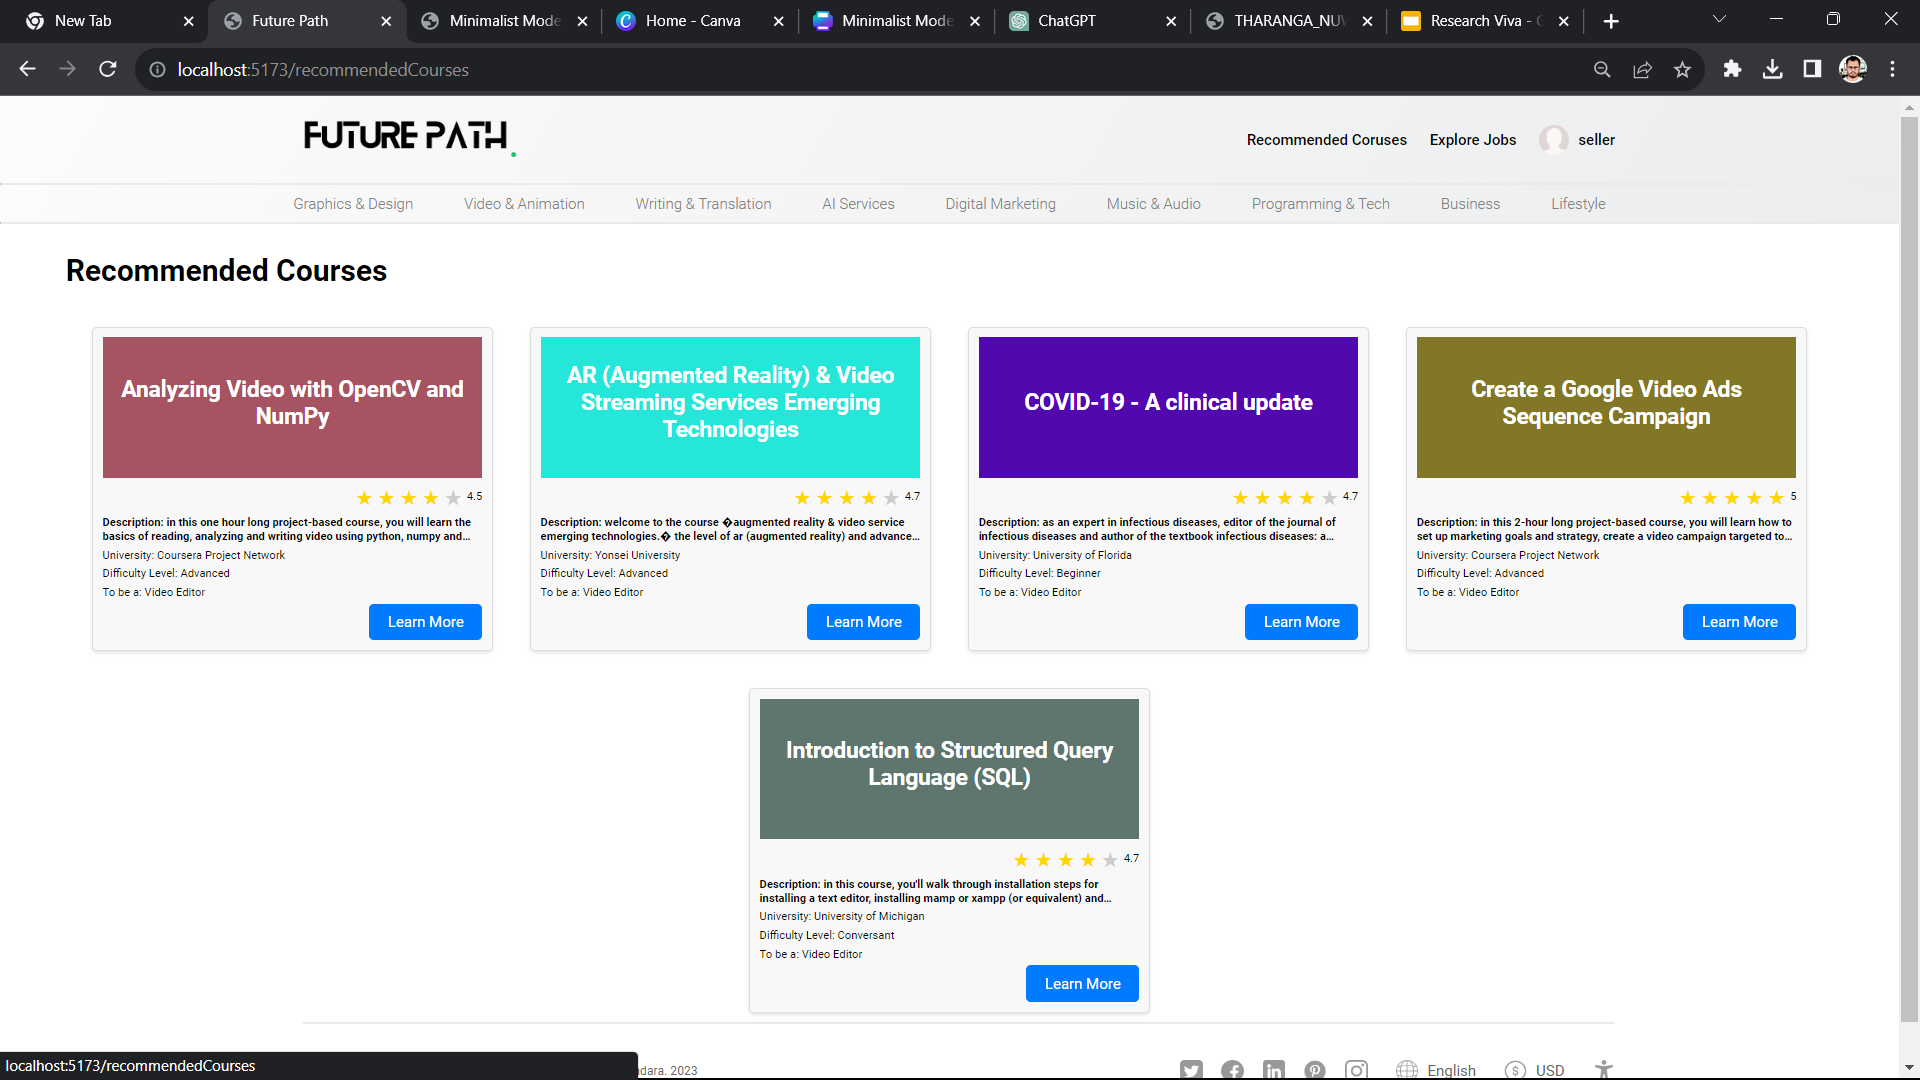 New Tab
Future Path
Minimalist Mode
Home - Canva
Minimalist Mode
ChatGPT
THARANGA_NUW
Research Viva -
localhost:5173/recommendedCourses
FUTURE PATH.
Recommended Coruses
Explore Jobs
seller
Graphics & Design
Video & Animation
Writing & Translation
AI Services
Digital Marketing
Music & Audio
Programming & Tech
Business
Lifestyle
Recommended Courses
Analyzing Video with OpenCV and
NumPy
4.5
Description: in this one hour long project-based course, you will learn the
basics of reading, analyzing and writing video using python, numpy and...
University: Coursera Project Network
Difficulty Level: Advanced
To be a: Video Editor
Learn More
AR (Augmented Reality) & Video
Streaming Services Emerging
Technologies
4.7
Description: welcome to the course �augmented reality & video service
emerging technologies.� the level of ar (augmented reality) and advance...
University: Yonsei University
Difficulty Level: Advanced
To be a: Video Editor
Learn More
COVID-19 - A clinical update
4.7
Description: as an expert in infectious diseases, editor of the journal of
infectious diseases and author of the textbook infectious diseases: a...
University: University of Florida
Difficulty Level: Beginner
To be a: Video Editor
Learn More
Create a Google Video Ads
Sequence Campaign
5
Description: in this 2-hour long project-based course, you will learn how to
set up marketing goals and strategy, create a video campaign targeted to...
University: Coursera Project Network
Difficulty Level: Advanced
To be a: Video Editor
Learn More
Introduction to Structured Query
Language (SQL)
4.7
Description: in this course, you'll walk through installation steps for
installing a text editor, installing mamp or xampp (or equivalent) and...
University: University of Michigan
Difficulty Level: Conversant
To be a: Video Editor
Learn More
localhost:5173/recommendedCourses
dara. 2023
English
USD